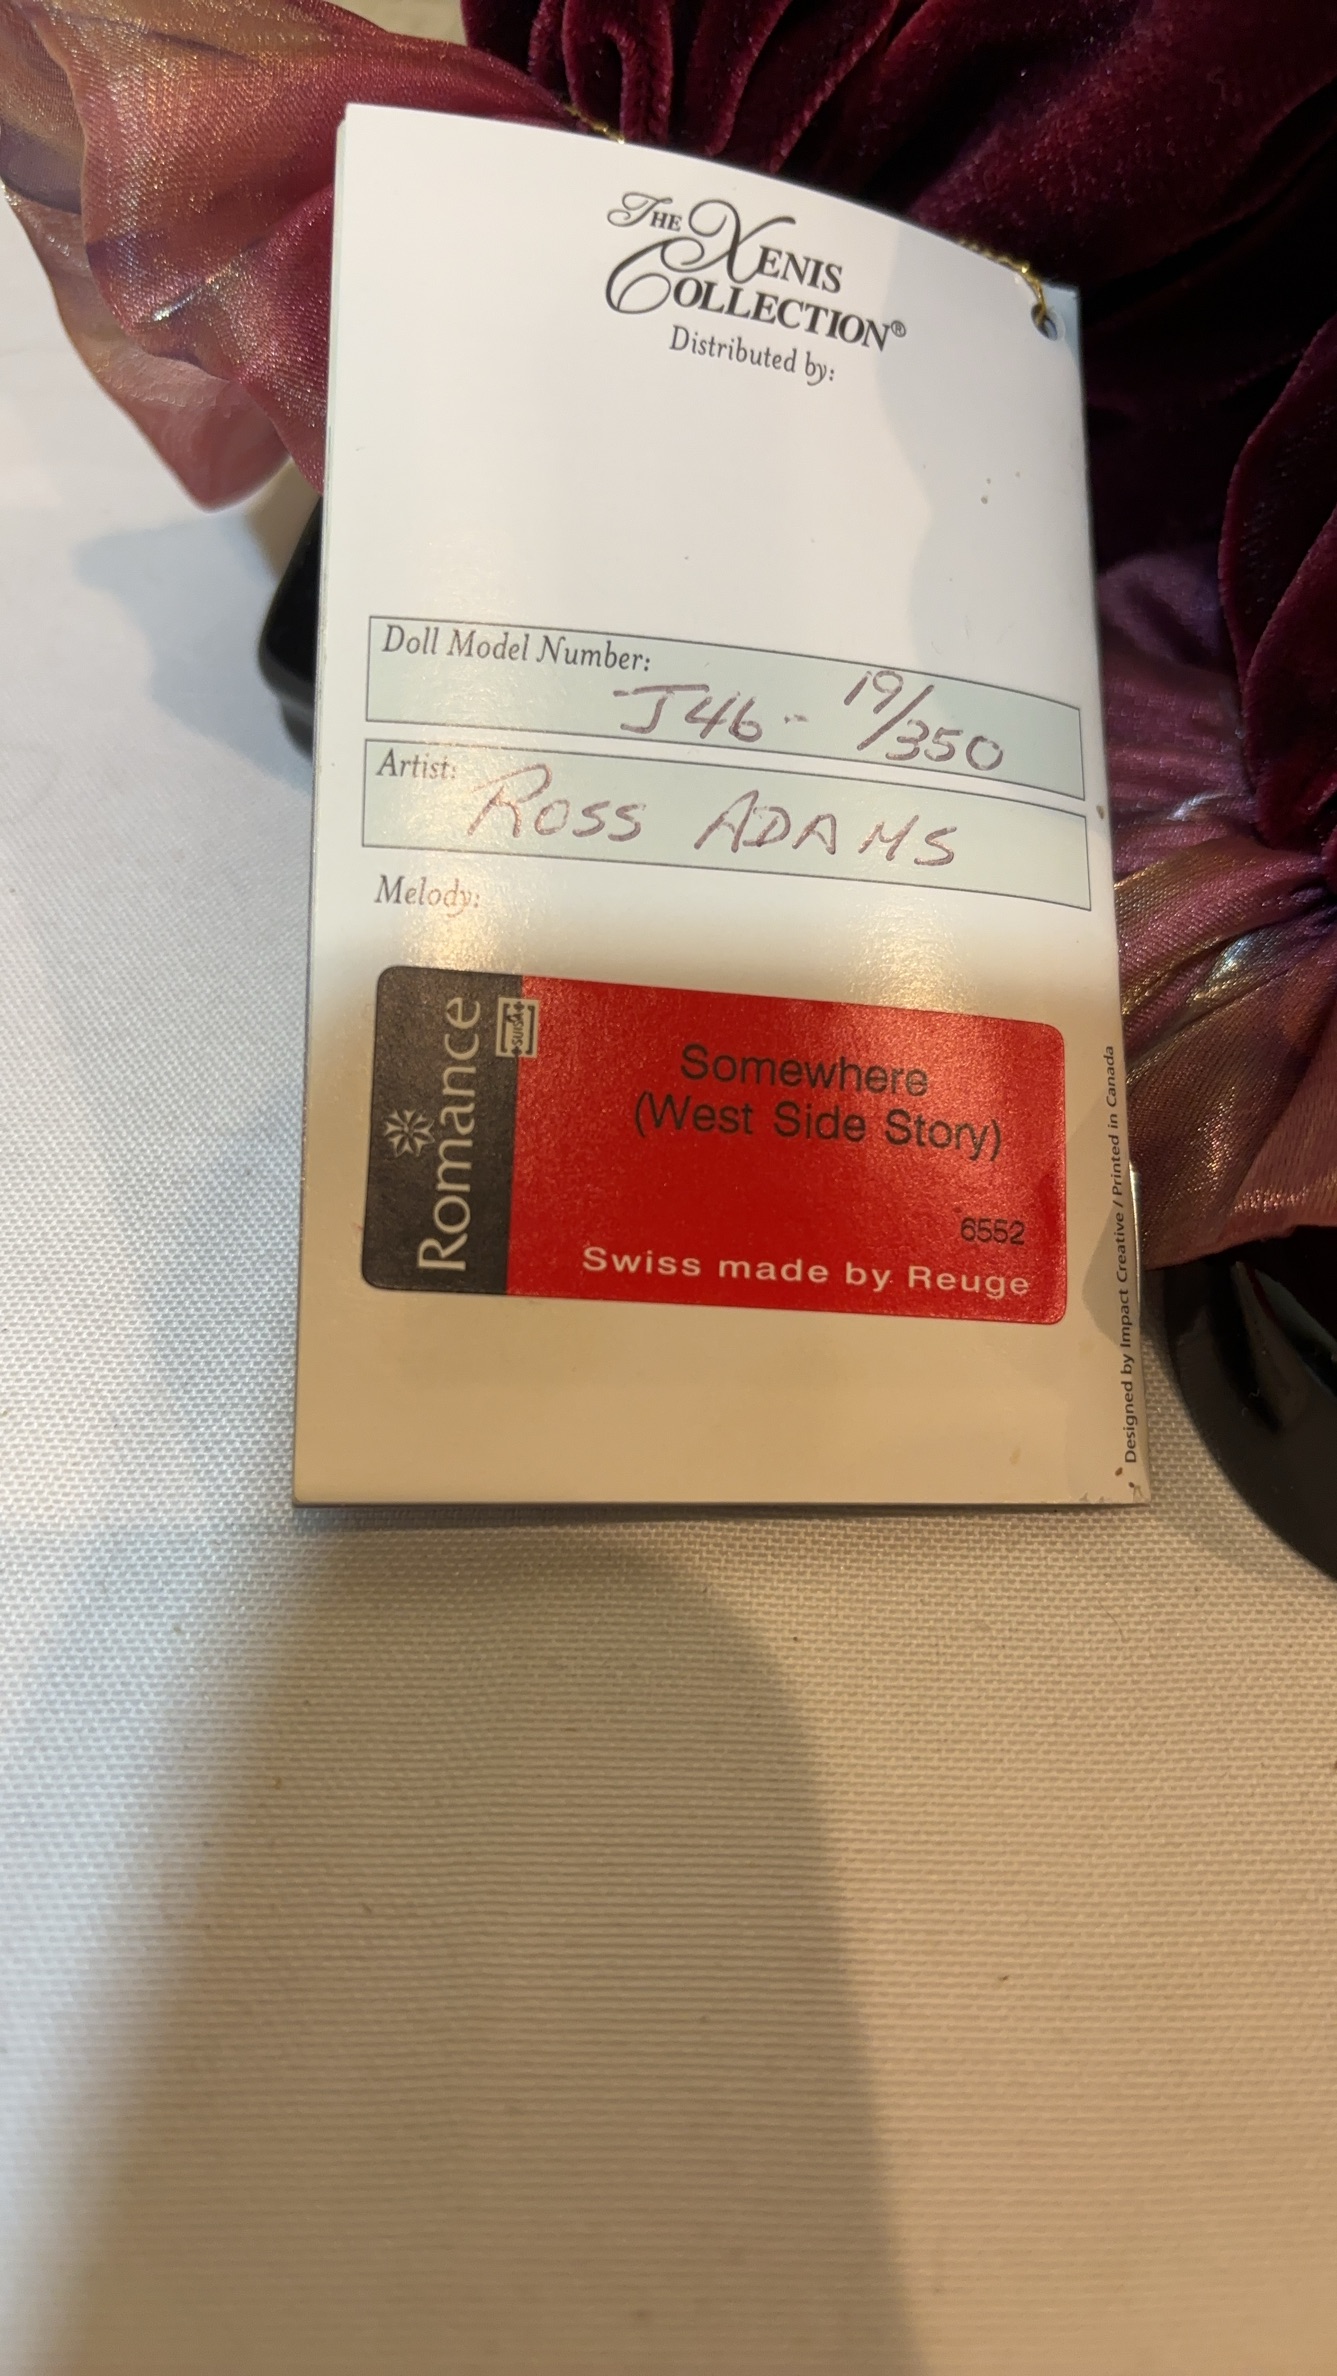 The Xenis
Collection®
Distributed by:
Doll Model Number:
J46- 19/350
Artist:
ROSS ADAMS
Melody:
Romance
SUISA
Somewhere
(West Side Story)
6552
Swiss made by Reuge
Designed by Impact Creative / Printed in Canada